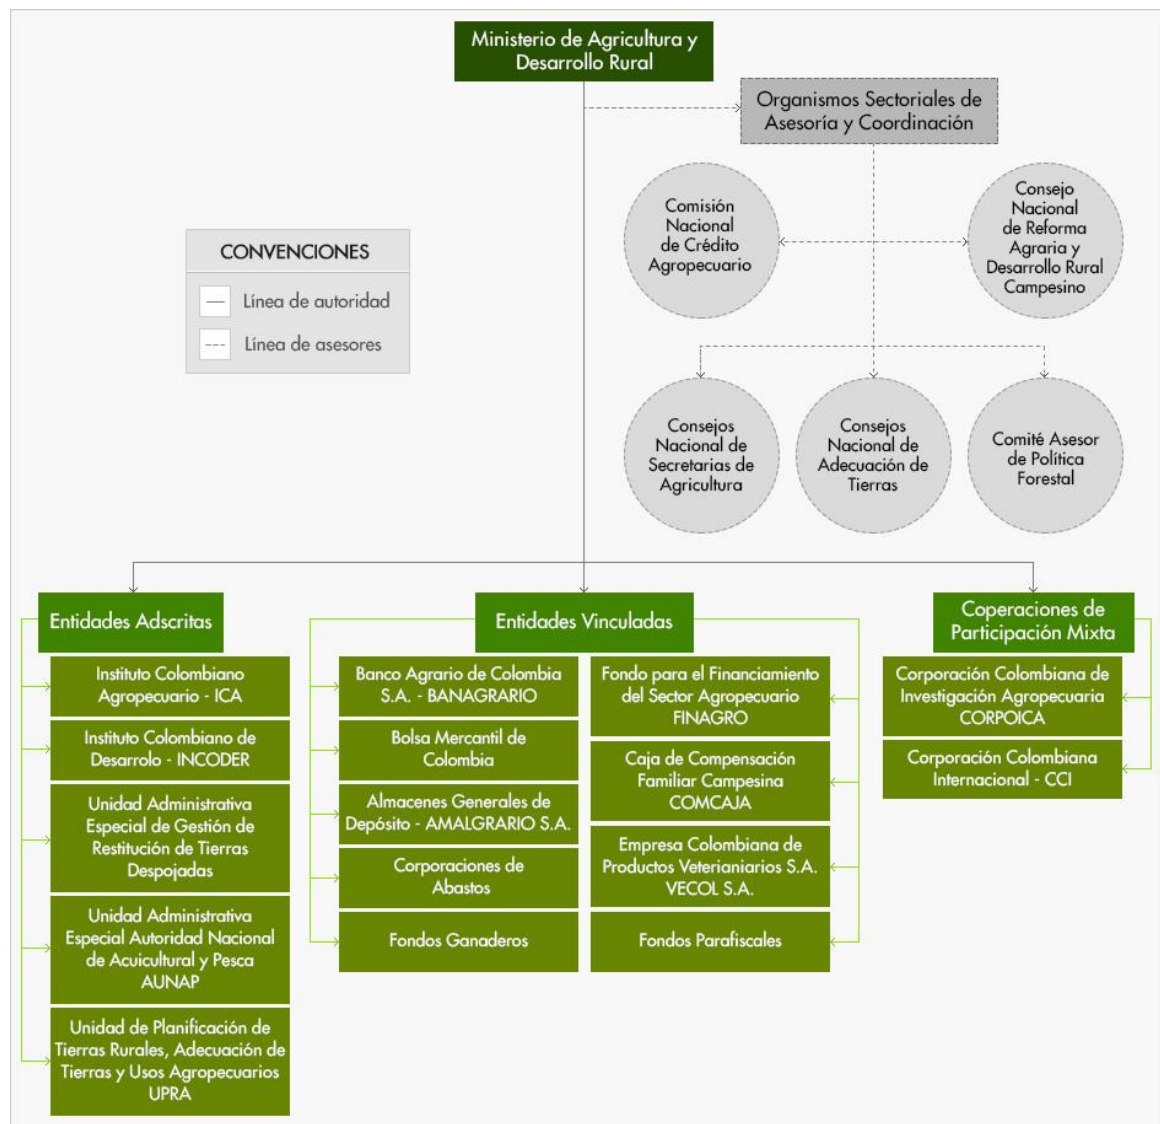 Ministerio de Agricultura y
Desarrollo Rural
Organismos Sectoriales de
Asesoría y Coordinación
Comisión
Nacional
de Crédito
Agropecuario
Consejo
Nacional
de Reforma
Agraria y
Desarrollo Rural
Campesino
CONVENCIONES
Línea de autoridad
Línea de asesores
Consejos
Nacional de
Secretarias de
Agricultura
Consejos
Nacional de
Adecuación de
Tierras
Comité Asesor
de Política
Forestal
Entidades Adscritas
Instituto Colombiano
Agropecuario - ICA
Instituto Colombiano de
Desarrolo - INCODER
Unidad Administrativa
Especial de Gestión de
Restitución de Tierras
Despojadas
Unidad Administrativa
Especial Autoridad Nacional
de Acuicultural y Pesca
AUNAP
Unidad de Planificación de
Tierras Rurales, Adecuación de
Tierras y Usos Agropecuarios
UPRA
Entidades Vinculadas
Banco Agrario de Colombia
S.A. - BANAGRARIO
Bolsa Mercantil de
Colombia
Almacenes Generales de
Depósito - AMALGRARIO S.A.
Corporaciones de
Abastos
Fondos Ganaderos
Fondo para el Financiamiento
del Sector Agropecuario
FINAGRO
Caja de Compensación
Familiar Campesina
COMCAJA
Empresa Colombiana de
Productos Veterianiarios S.A.
VECOL S.A.
Fondos Parafiscales
Coperaciones de
Participación Mixta
Corporación Colombiana de
Investigación Agropecuaria
CORPOICA
Corporación Colombiana
Internacional - CCI